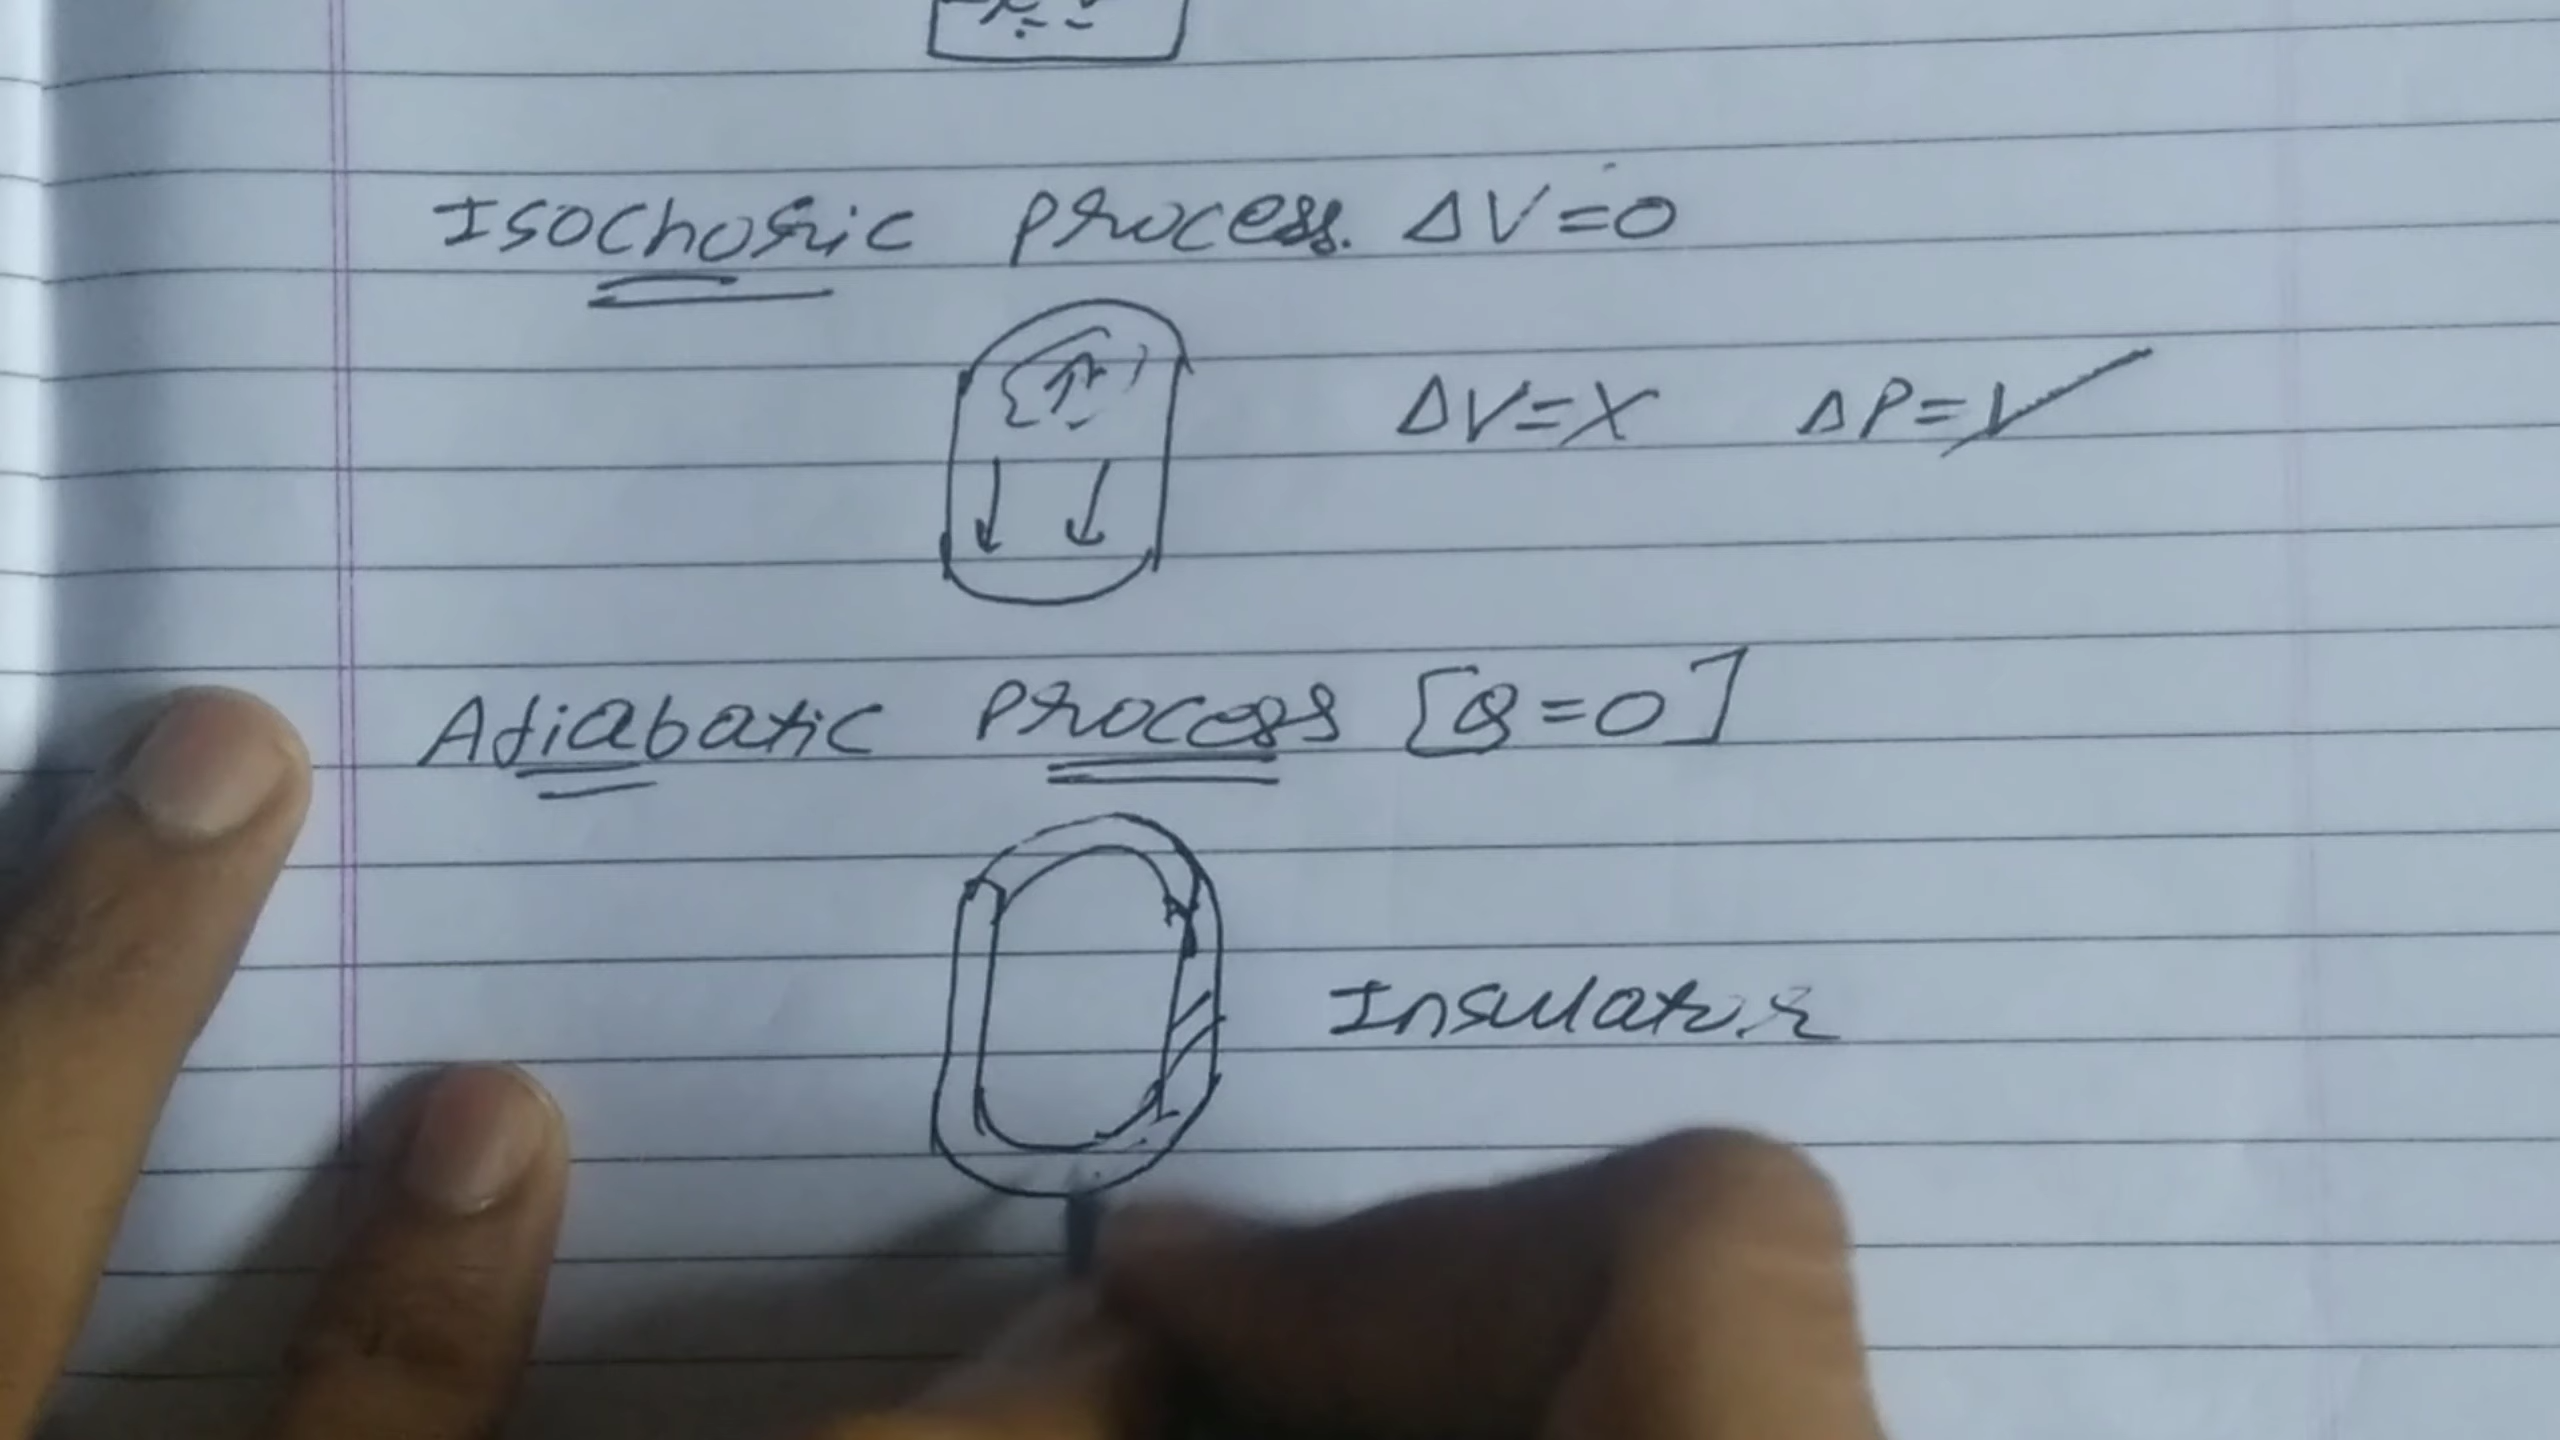 Isochoric process. ΔV=0
ΔV=X ΔP=✓
Adiabatic process [Q=0]
Insulator